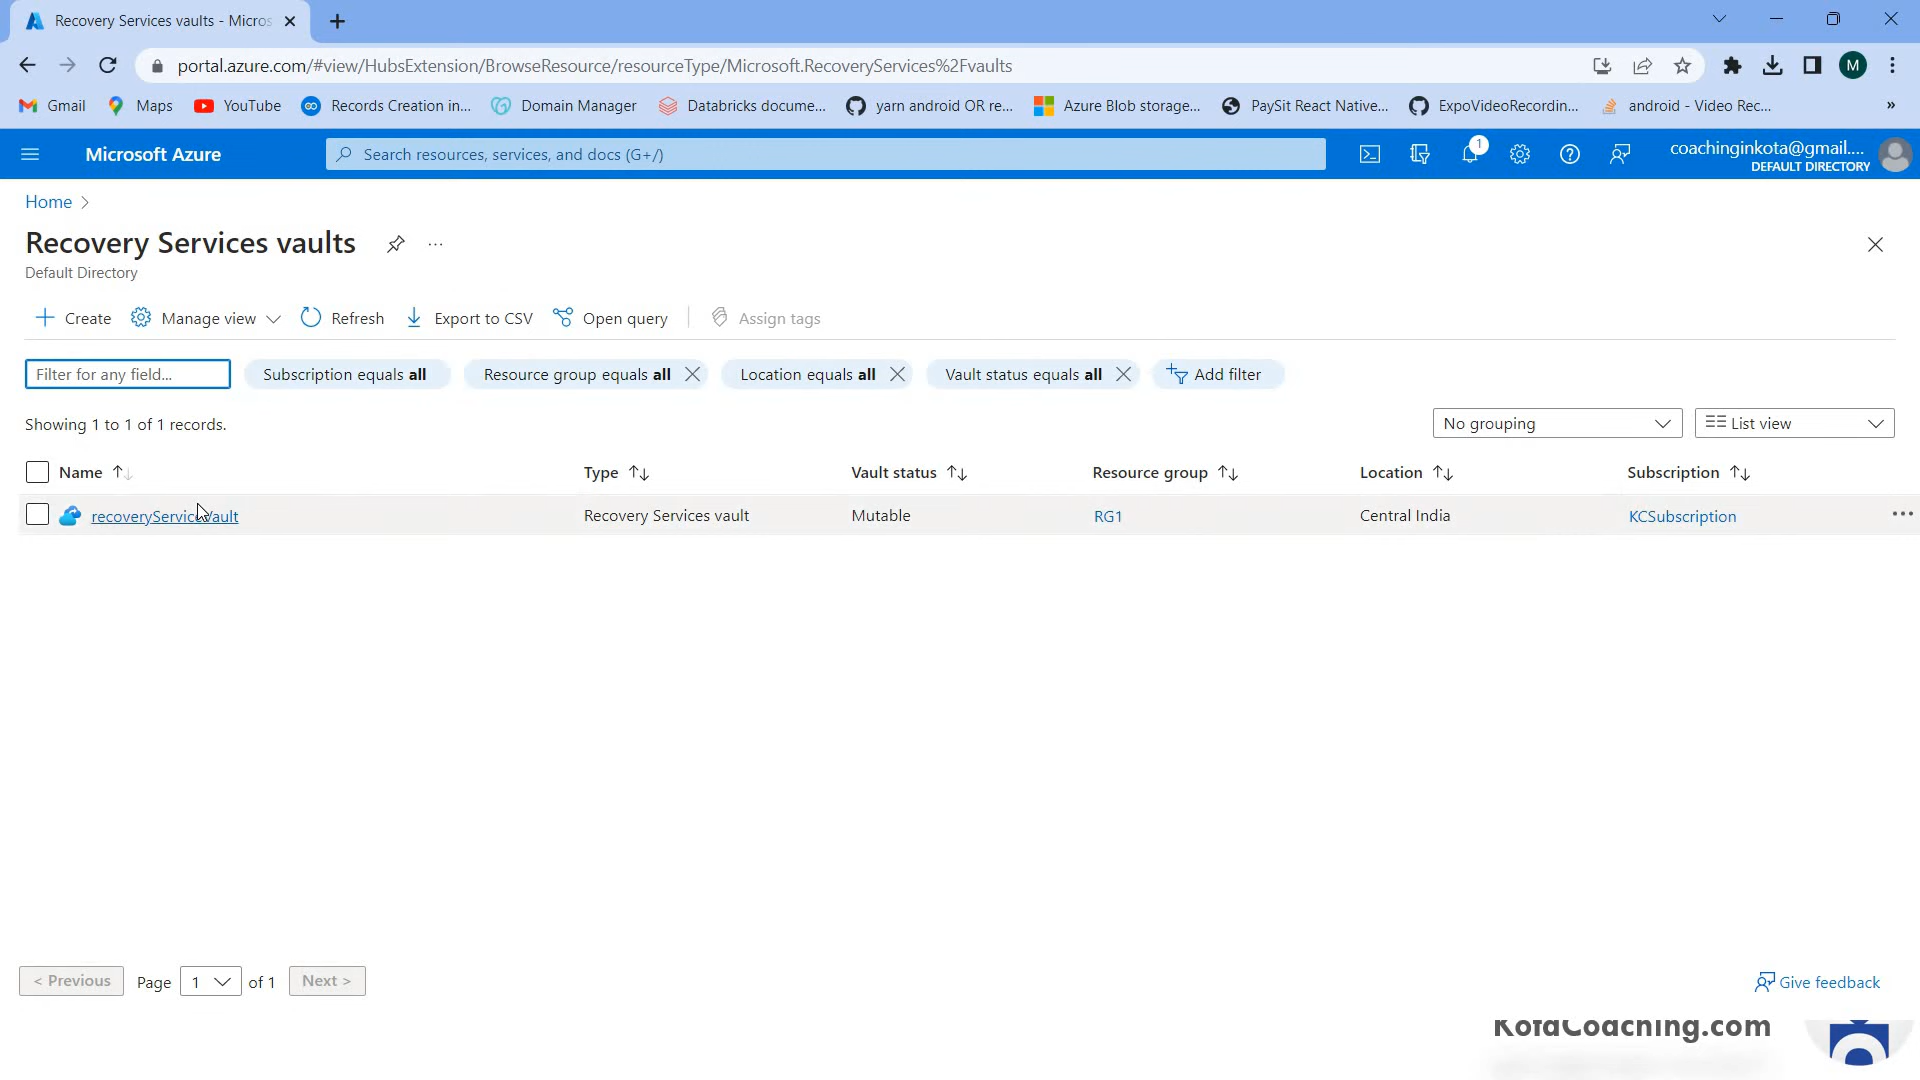 Recovery Services vaults - Micros
portal.azure.com/#view/HubsExtension/BrowseResource/resourceType/Microsoft.RecoveryServices%2Fvaults
M
Gmail Maps YouTube Records Creation in... Domain Manager Databricks docume... yarn android OR re... Azure Blob storage... PaySit React Native... ExpoVideoRecordin... android - Video Rec... »
Microsoft Azure
Search resources, services, and docs (G+/)
1
coachinginkota@gmail....
DEFAULT DIRECTORY
Home
Recovery Services vaults ...
Default Directory
Create Manage view Refresh Export to CSV Open query Assign tags
Filter for any field... Subscription equals all Resource group equals all Location equals all Vault status equals all Add filter
Showing 1 to 1 of 1 records.
No grouping List view
Name Type Vault status Resource group Location Subscription
recoveryServiceVault Recovery Services vault Mutable RG1 Central India KCSubscription ...
< Previous Page 1 of 1 Next >
Give feedback
KotaCoaching.com